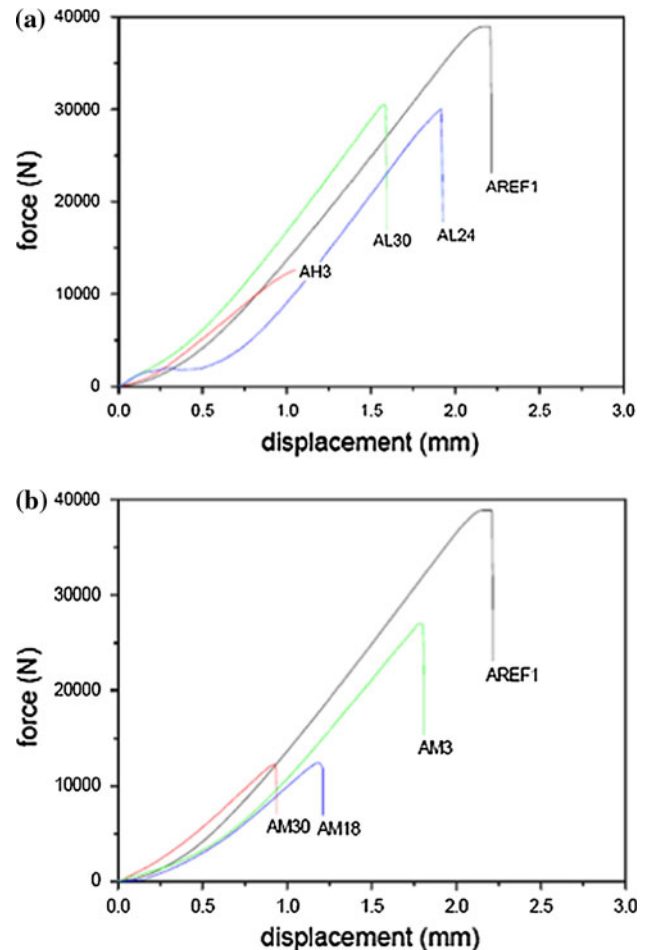 (a)
40000
30000
20000
10000
0
force (N)
AREF1
AL30
AL24
AH3
0.0 0.5 1.0 1.5 2.0 2.5 3.0
displacement (mm)
(b)
40000
30000
20000
10000
0
force (N)
AREF1
AM3
AM30 AM18
0.0 0.5 1.0 1.5 2.0 2.5 3.0
displacement (mm)